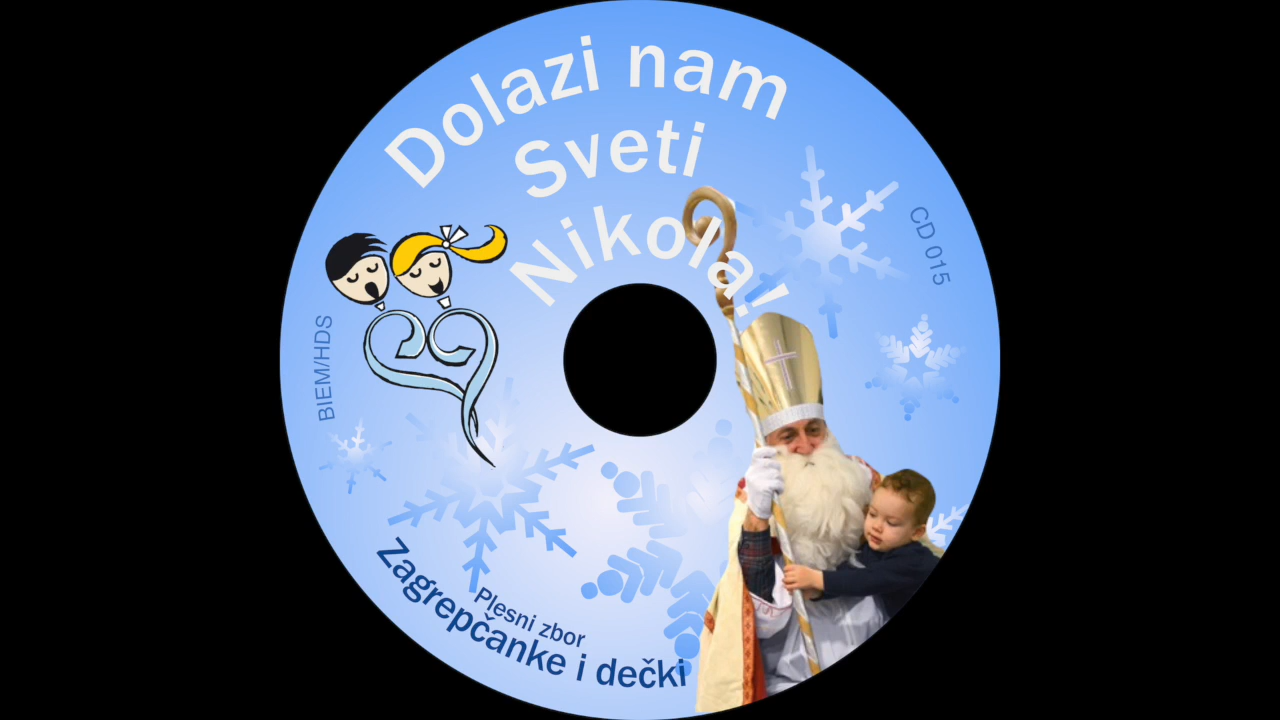 Dolazi nam
Sveti
Nikola!
CD 015
BIEM/HDS
Plesni zbor
Zagrepčanke i dečki